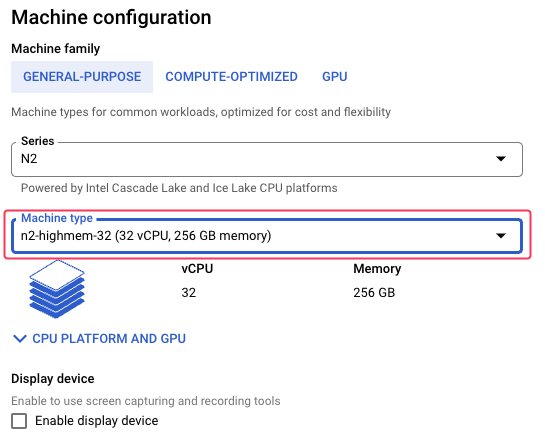 Machine configuration
Machine family
GENERAL-PURPOSE COMPUTE-OPTIMIZED GPU
Machine types for common workloads, optimized for cost and flexibility
Series
N2
Powered by Intel Cascade Lake and Ice Lake CPU platforms
Machine type
n2-highmem-32 (32 vCPU, 256 GB memory)
vCPU Memory
32 256 GB
CPU PLATFORM AND GPU
Display device
Enable to use screen capturing and recording tools
Enable display device